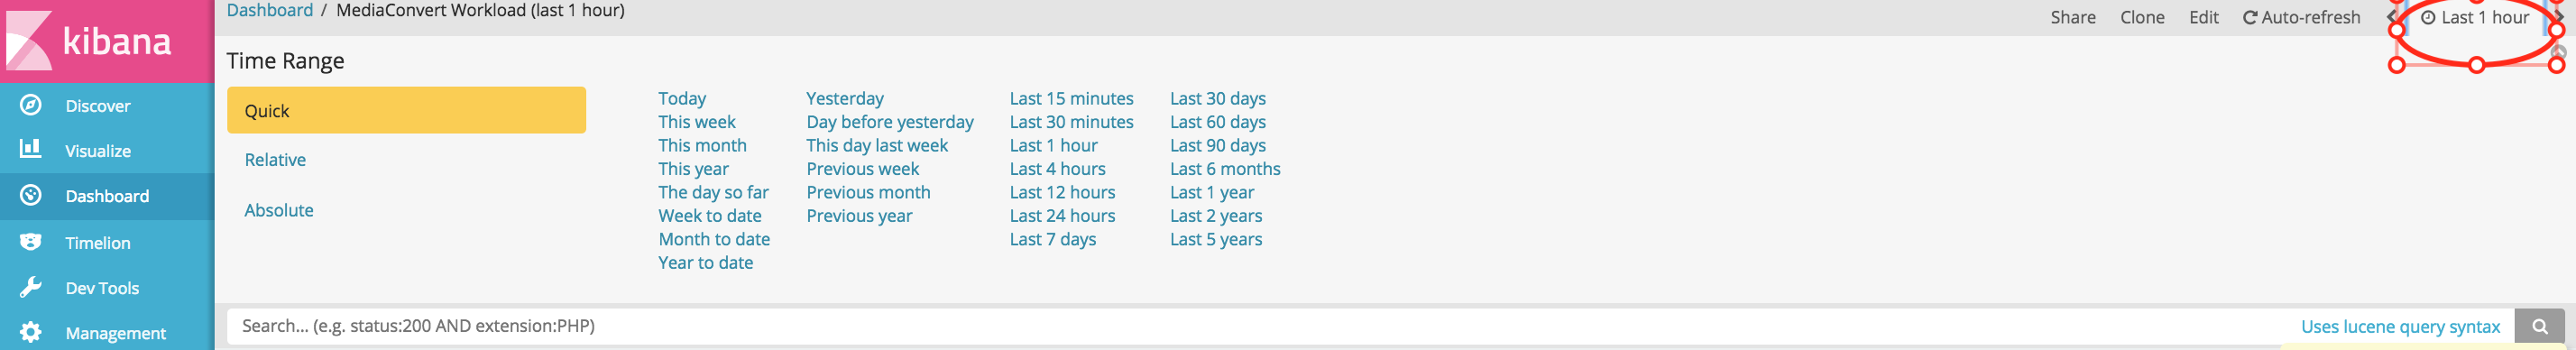 kibana
Discover
Visualize
Dashboard
Timelion
Dev Tools
Management
Dashboard / MediaConvert Workload (last 1 hour)
Share Clone Edit Auto-refresh Last 1 hour
Time Range
Quick
Relative
Absolute
Today
This week
This month
This year
The day so far
Week to date
Month to date
Year to date
Yesterday
Day before yesterday
This day last week
Previous week
Previous month
Previous year
Last 15 minutes
Last 30 minutes
Last 1 hour
Last 4 hours
Last 12 hours
Last 24 hours
Last 7 days
Last 30 days
Last 60 days
Last 90 days
Last 6 months
Last 1 year
Last 2 years
Last 5 years
Search... (e.g. status:200 AND extension:PHP) Uses lucene query syntax